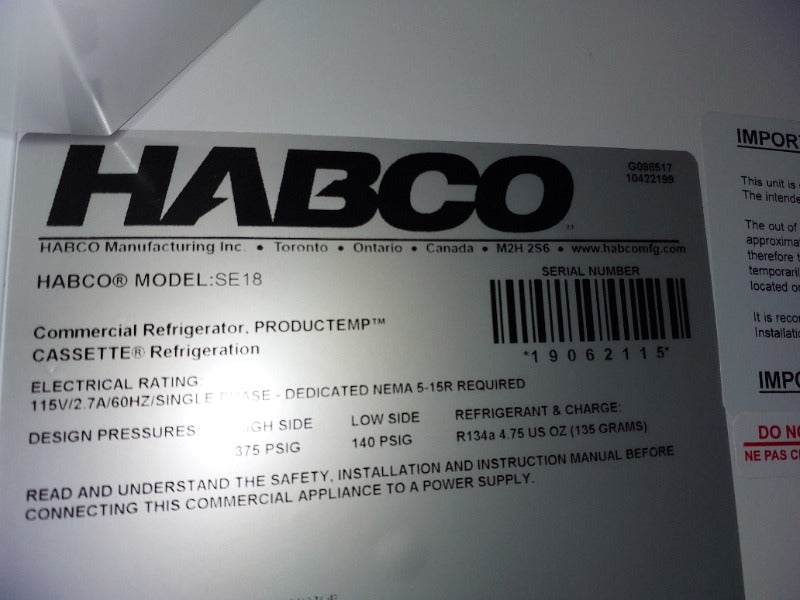 HABCO
G098517
10422199
HABCO Manufacturing Inc. • Toronto • Ontario • Canada • M2H 2S6 • www.habcomfg.com
HABCO® MODEL:SE18
SERIAL NUMBER
*19062115*
Commercial Refrigerator, PRODUCTEMP™
CASSETTE® Refrigeration
ELECTRICAL RATING:
115V/2.7A/60HZ/SINGLE PHASE - DEDICATED NEMA 5-15R REQUIRED
DESIGN PRESSURES HIGH SIDE LOW SIDE REFRIGERANT & CHARGE:
375 PSIG 140 PSIG R134a 4.75 US OZ (135 GRAMS)
READ AND UNDERSTAND THE SAFETY, INSTALLATION AND INSTRUCTION MANUAL BEFORE
CONNECTING THIS COMMERCIAL APPLIANCE TO A POWER SUPPLY.
IMPOR
This unit is
The intende
The out of
approxima
therefore t
temporaril
located o
It is reco
Installatio
IMPO
DO NO
NE PAS C